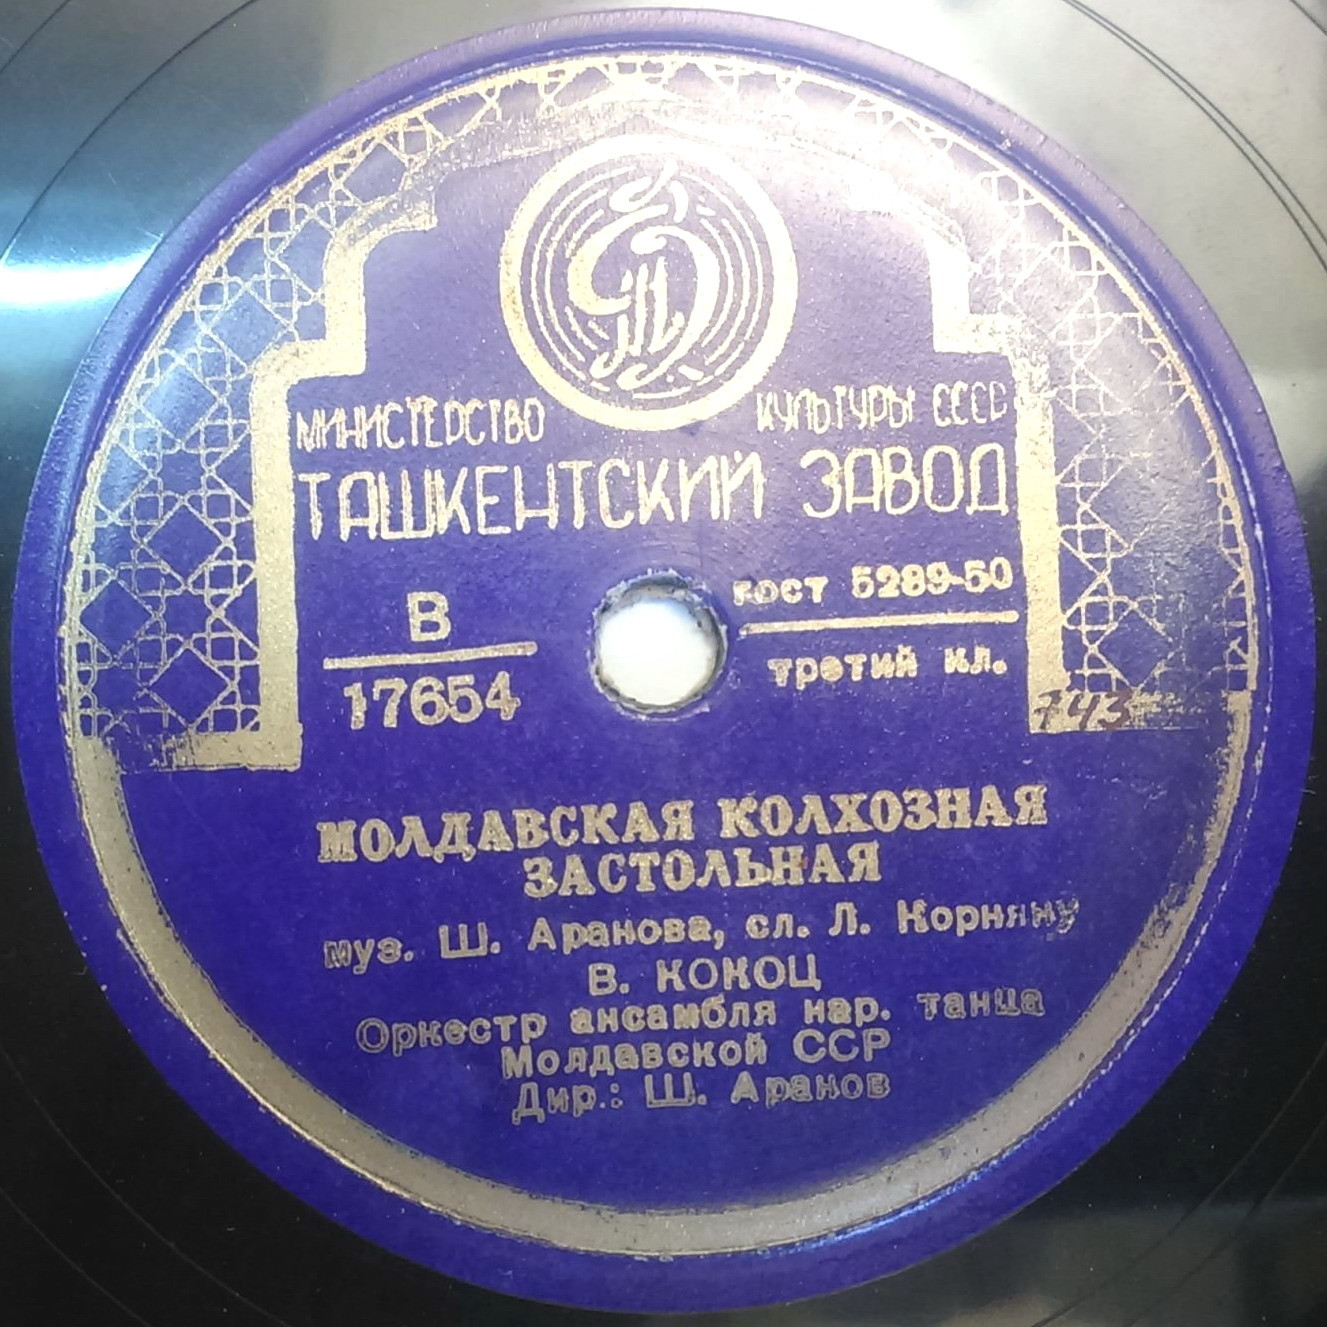 МИНИСТЕРСТВО КУЛЬТУРЫ СССР
ТАШКЕНТСКИЙ ЗАВОД
В
17654
ГОСТ 5289-50
третий кл.
743
МОЛДАВСКАЯ КОЛХОЗНАЯ
ЗАСТОЛЬНАЯ
муз. Ш. Аранова, сл. Л. Корняну
В. КОКОЦ
Оркестр ансамбля нар. танца
Молдавской ССР
Дир.: Ш. Аранов